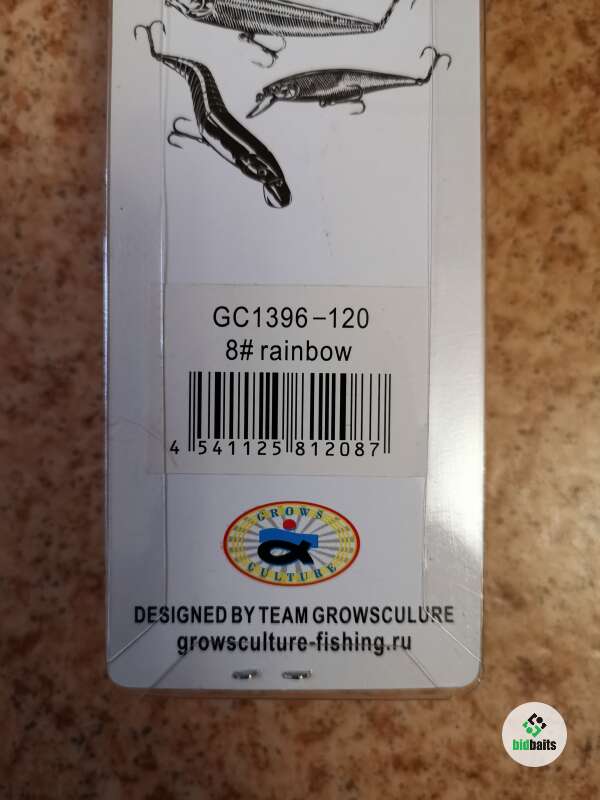 GC1396-120
8# rainbow
4 541125 812087
GROWS
CULTURE
DESIGNED BY TEAM GROWSCULURE
growsculture-fishing.ru
bidbaits